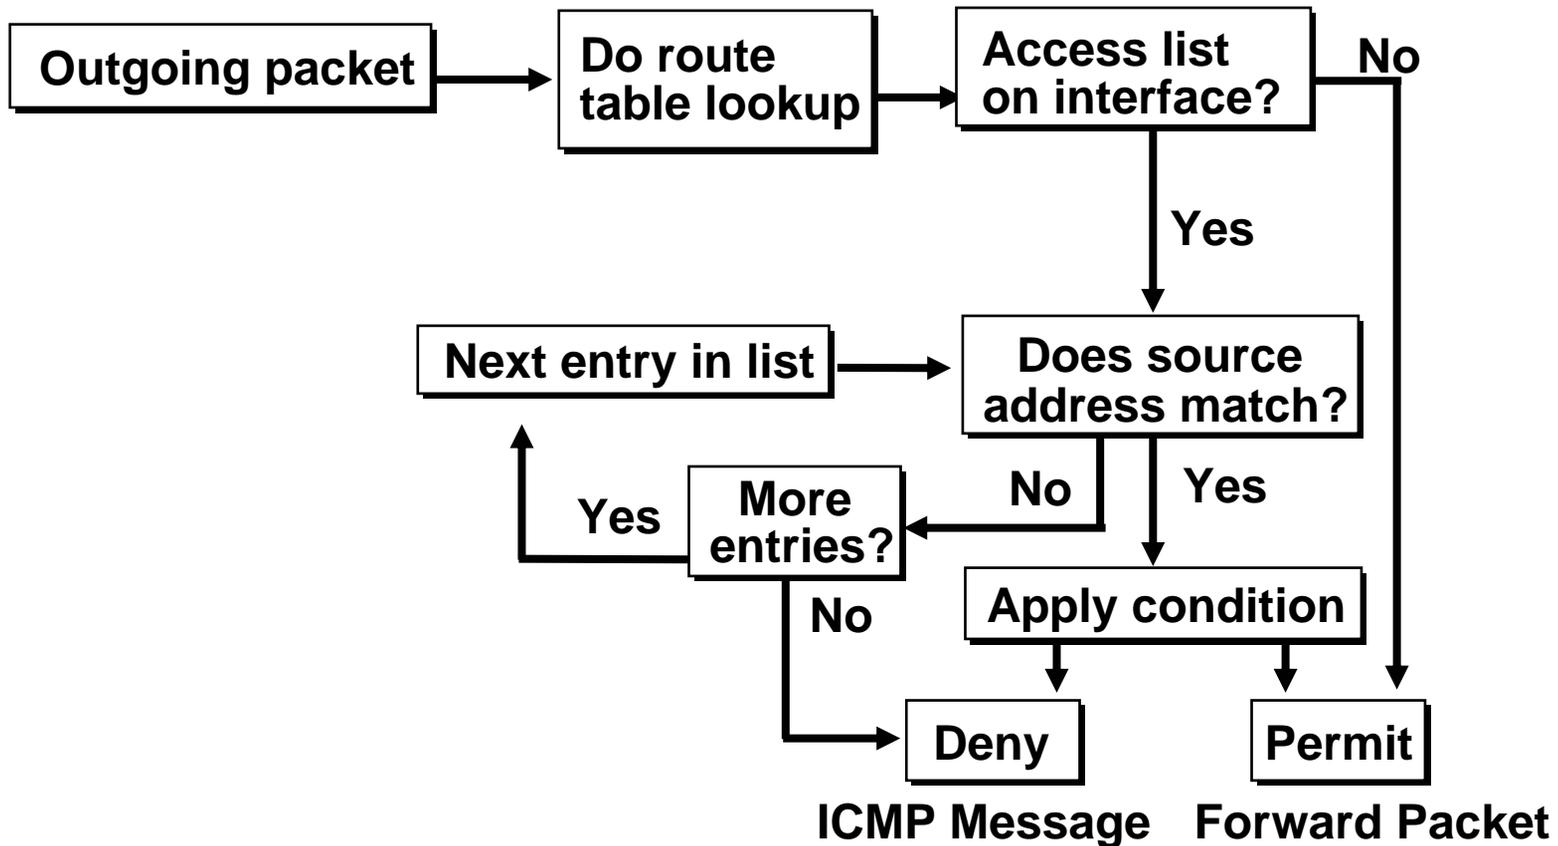 Outgoing packet
Do route
table lookup
Access list
on interface?
No
Yes
Next entry in list
Does source
address match?
No
Yes
More
entries?
Yes
No
Apply condition
Deny
Permit
ICMP Message
Forward Packet